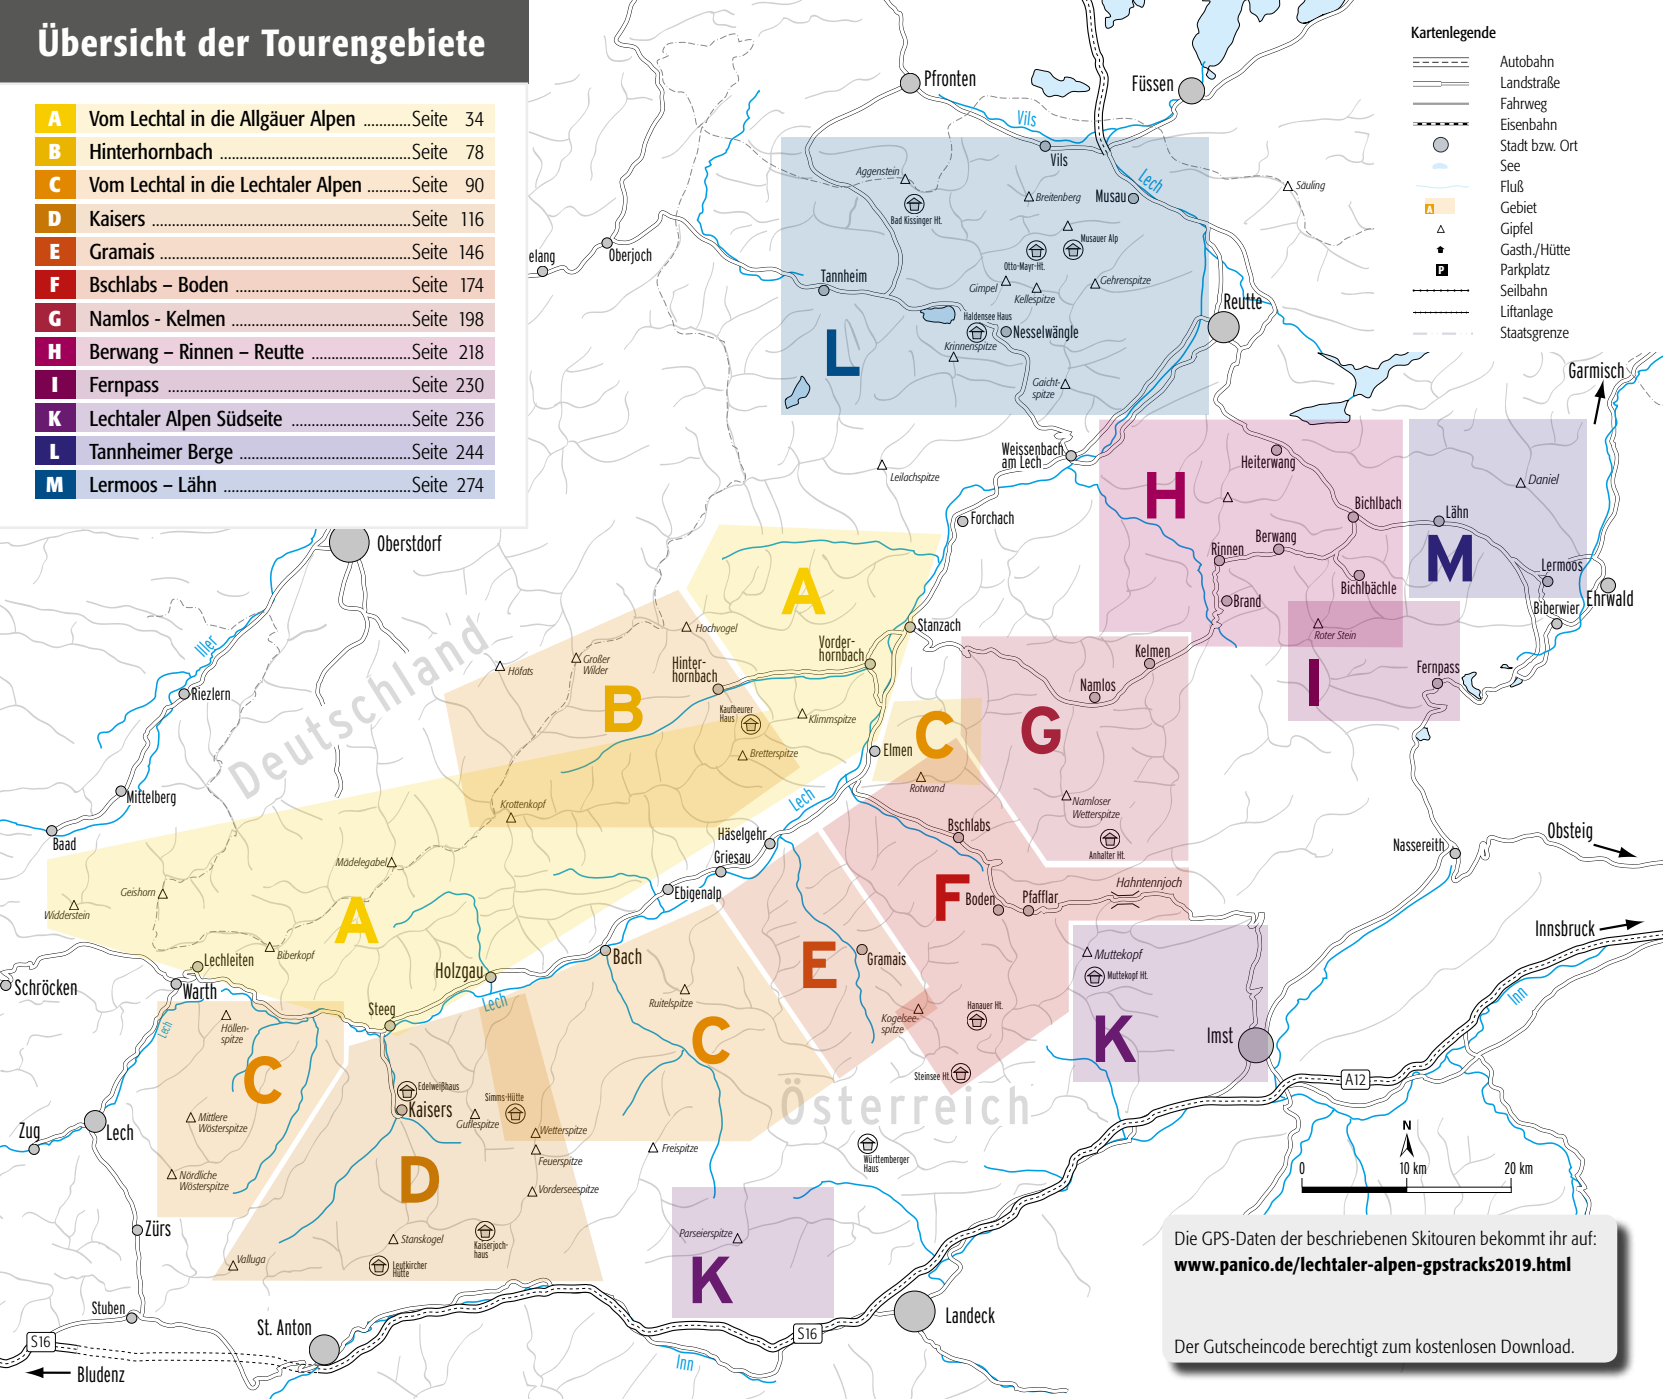 Übersicht der Tourengebiete
A Vom Lechtal in die Allgäuer Alpen ............Seite 34
B Hinterhornbach .................................................Seite 78
C Vom Lechtal in die Lechtaler Alpen ...........Seite 90
D Kaisers ...................................................................Seite 116
E Gramais .................................................................Seite 146
F Bschlabs – Boden .............................................Seite 174
G Namlos - Kelmen ..............................................Seite 198
H Berwang – Rinnen – Reutte .........................Seite 218
I Fernpass ...............................................................Seite 230
K Lechtaler Alpen Südseite ..............................Seite 236
L Tannheimer Berge ............................................Seite 244
M Lermoos – Lähn ................................................Seite 274
Kartenlegende
Autobahn
Landstraße
Fahrweg
Eisenbahn
Stadt bzw. Ort
See
Fluß
A Gebiet
Gipfel
Gasth./Hütte
P Parkplatz
Seilbahn
Liftanlage
Staatsgrenze
Pfronten
Füssen
Vils
Vils
Lech
Aggenstein
Bad Kissinger Ht.
Breitenberg
Musau
Säuling
Musauer Alp
Otto-Mayr-Ht.
elang
Oberjoch
Tannheim
Gimpel
Kellespitze
Gehrenspitze
Reutte
Haldensee Haus
Nesselwängle
Krinnenspitze
L
Gaicht-
spitze
Garmisch
Weissenbach
am Lech
Leilachspitze
Heiterwang
H
Daniel
Bichlbach
Lähn
Forchach
Oberstdorf
Berwang
Rinnen
M
Lermoos
Bichlbächle
Ehrwald
Brand
Biberwier
A
Stanzach
Roter Stein
Hochvogel
Iller
Deutschland
Höfats
Großer
Wilder
Hinter-
hornbach
Vorder-
hornbach
Kelmen
Fernpass
Riezlern
B
Kaufbeurer
Haus
Klimmspitze
Namlos
I
C
G
Bretterspitze
Elmen
Mittelberg
Krottenkopf
Lech
Rotwand
Namloser
Wetterspitze
Baad
Häselgehr
Bschlabs
Anhalter Ht.
Nassereith
Obsteig
Mädelegabel
Griesau
Ebigenalp
Geishorn
Widderstein
A
F
Boden
Pfafflar
Hahntennjoch
Innsbruck
Biberkopf
Lechleiten
Bach
E
Gramais
Muttekopf
Muttekopf Ht.
Schröcken
Warth
Holzgau
Lech
Inn
Lech
Höllen-
spitze
Steeg
Ruitelspitze
Kogelsee-
spitze
Hanauer Ht.
C
K
Imst
C
Steinsee Ht.
A12
Edelweißhaus
Simms-Hütte
Kaisers
Guflespitze
Österreich
Mittlere
Wösterspitze
Wetterspitze
Feuerspitze
Freispitze
Württemberger
Haus
Zug
Lech
N
0 10 km 20 km
Nördliche
Wösterspitze
D
Vorderseespitze
Zürs
Stanskogel
Kaiserjoch-
haus
Parseierspitze
Valluga
Leutkircher
Hütte
K
Die GPS-Daten der beschriebenen Skitouren bekommt ihr auf:
www.panico.de/lechtaler-alpen-gpstracks2019.html
Stuben
St. Anton
Landeck
S16
S16
Der Gutscheincode berechtigt zum kostenlosen Download.
Bludenz
Inn